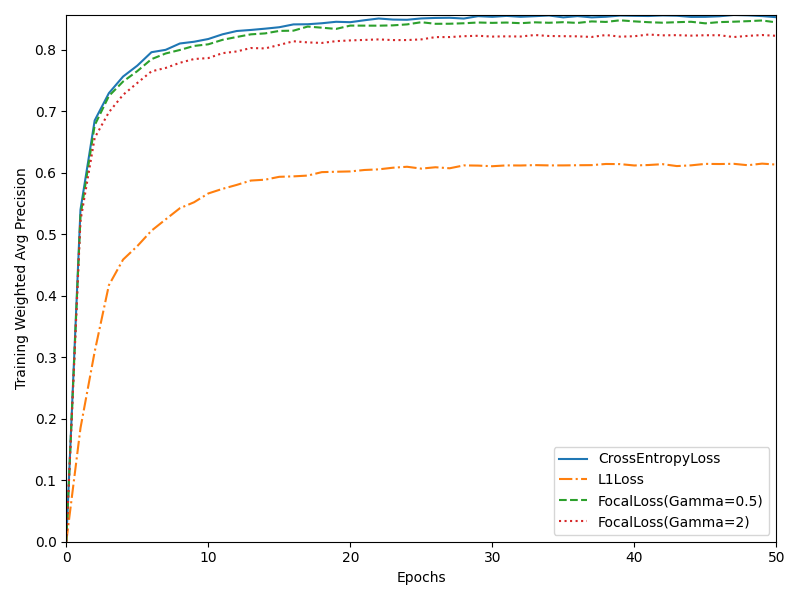 Training Weighted Avg Precision
0.8
0.7
0.6
0.5
0.4
0.3
0.2
0.1
0.0
CrossEntropyLoss
L1Loss
FocalLoss(Gamma=0.5)
FocalLoss(Gamma=2)
0 10 20 30 40 50
Epochs